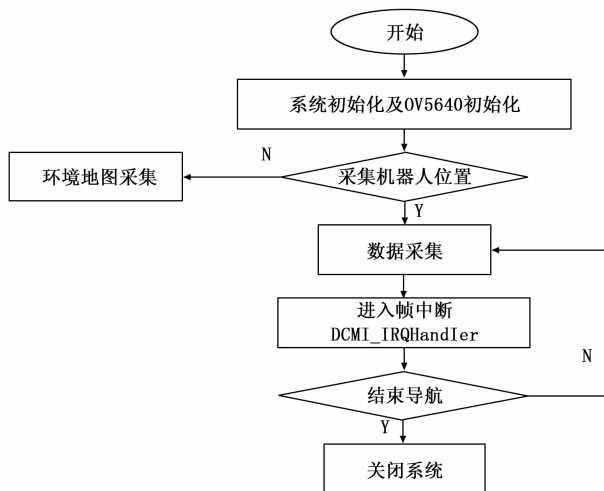 开始
系统初始化及OV5640初始化
N
环境地图采集
采集机器人位置
Y
数据采集
进入帧中断
DCMI_IRQHandIer
N
结束导航
Y
关闭系统